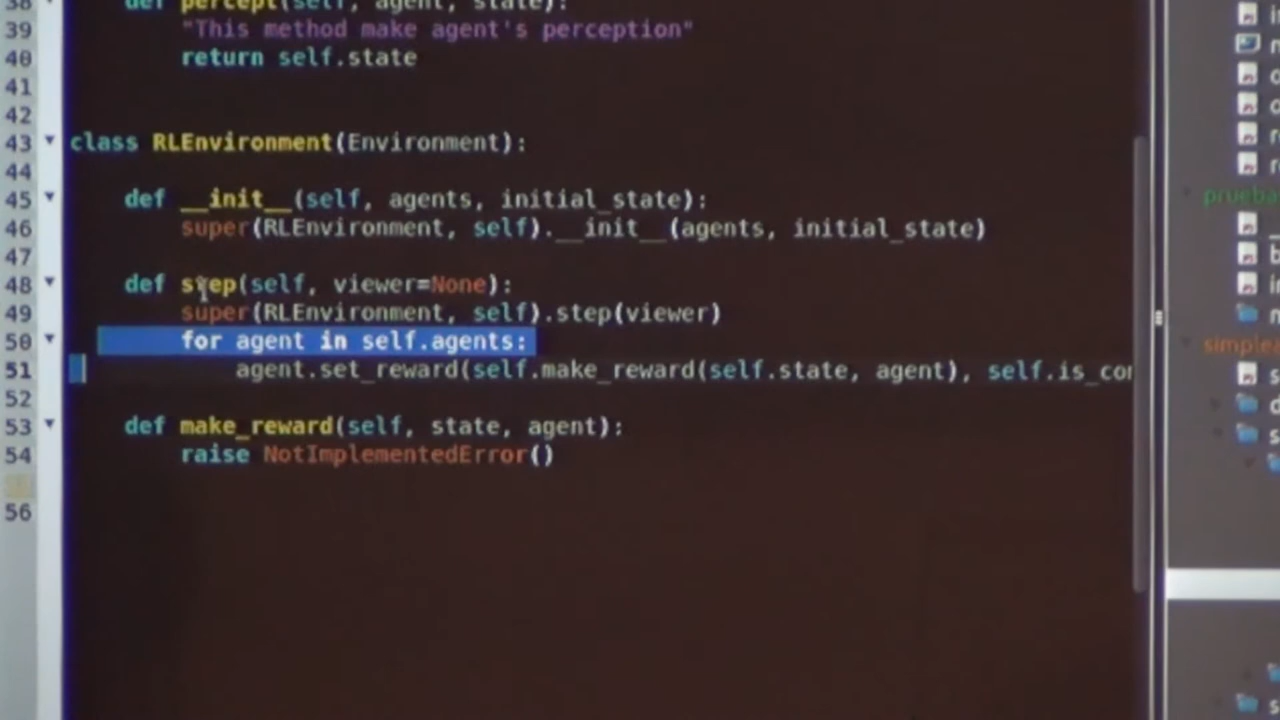 38 def percept(self, agent, state):
39 "This method make agent's perception"
40 return self.state
41
42
43 class RLEnvironment(Environment):
44
45 def __init__(self, agents, initial_state):
46 super(RLEnvironment, self).__init__(agents, initial_state)
47
48 def step(self, viewer=None):
49 super(RLEnvironment, self).step(viewer)
50 for agent in self.agents:
51 agent.set_reward(self.make_reward(self.state, agent), self.is_co
52
53 def make_reward(self, state, agent):
54 raise NotImplementedError()
56
prueba
simplea